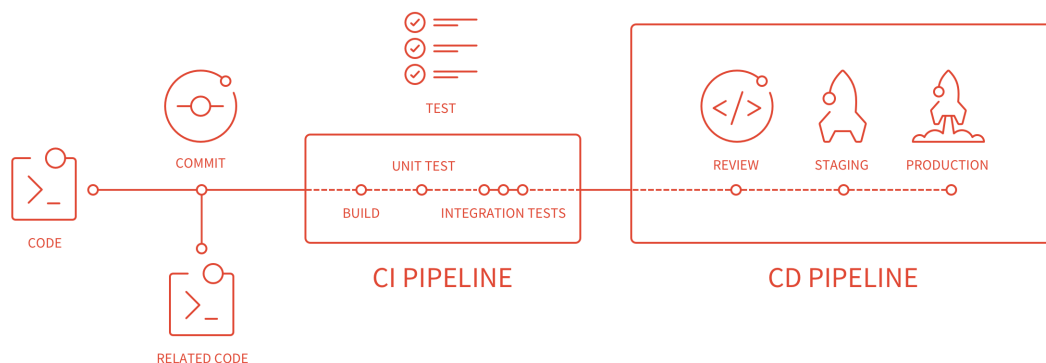 CODE
COMMIT
RELATED CODE
TEST
UNIT TEST
BUILD
INTEGRATION TESTS
CI PIPELINE
REVIEW
STAGING
PRODUCTION
CD PIPELINE